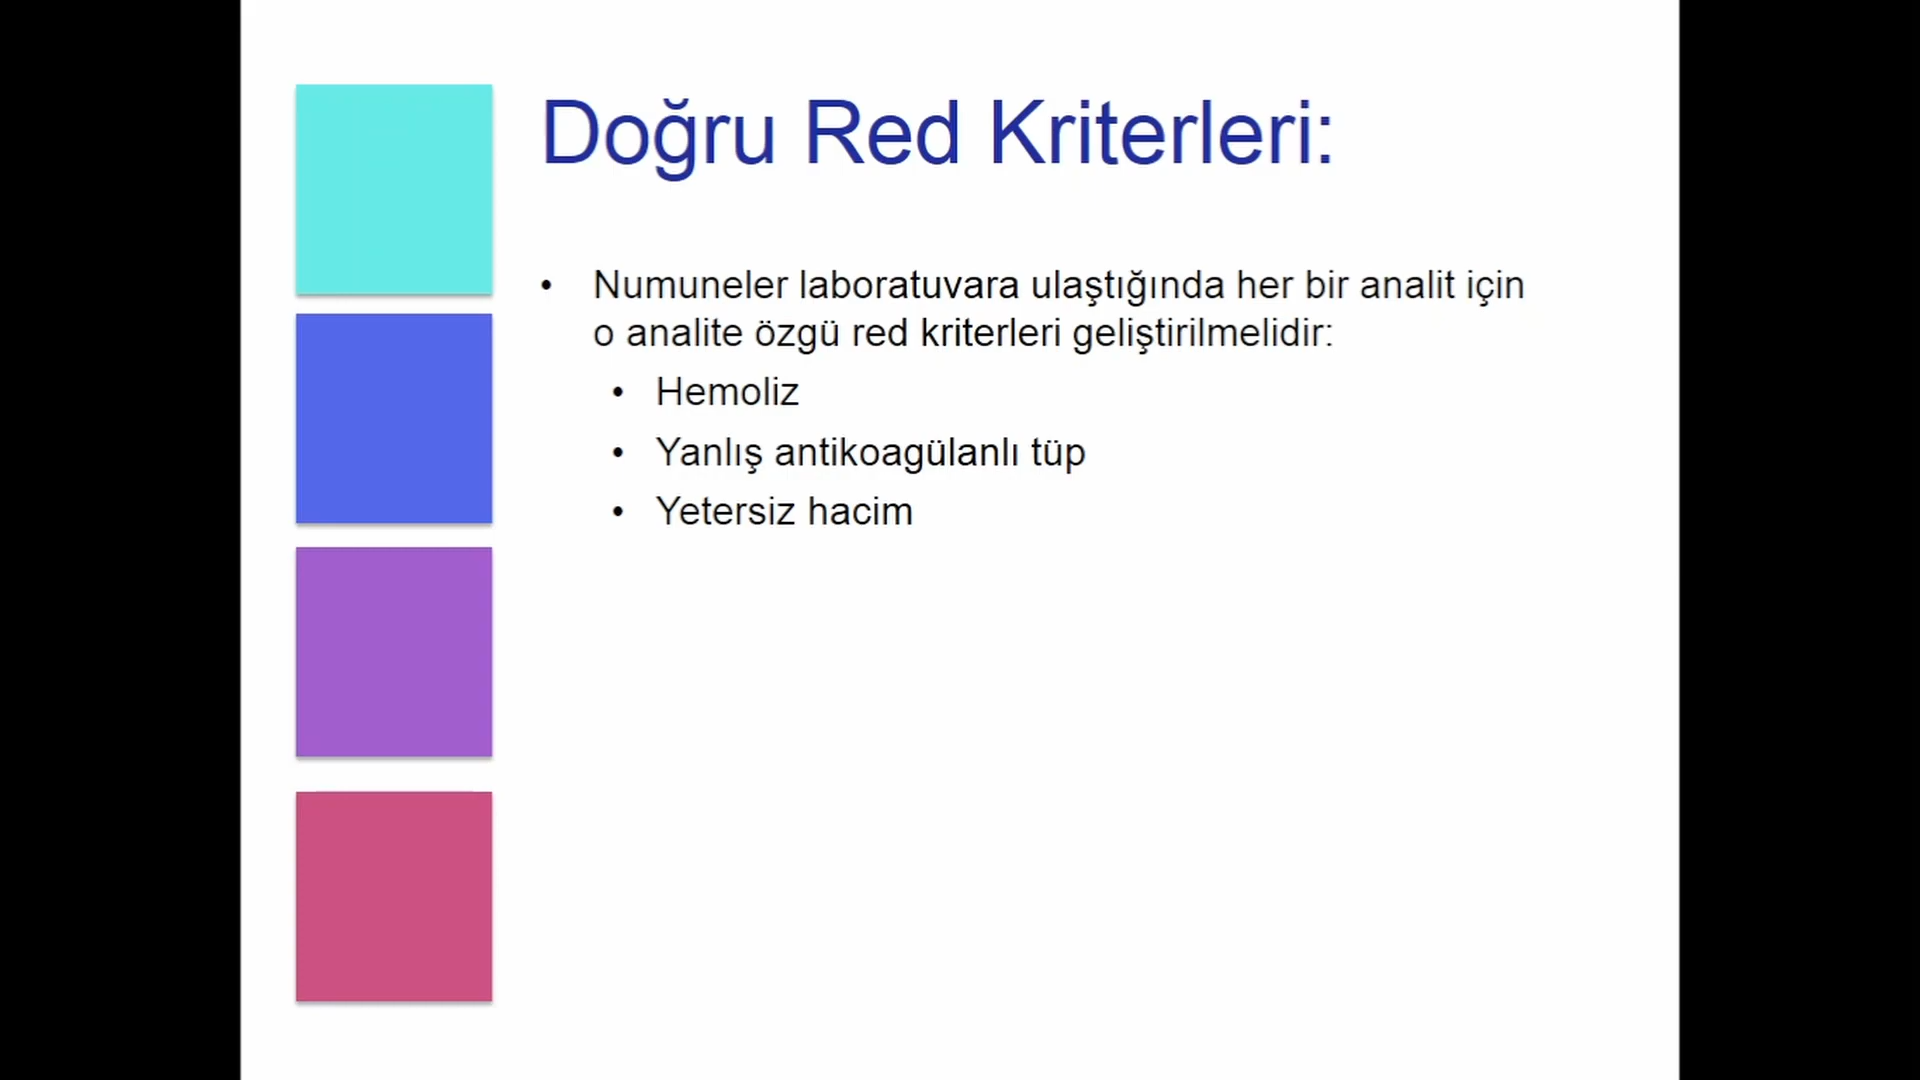 Doğru Red Kriterleri:
• Numuneler laboratuvara ulaştığında her bir analit için
o analite özgü red kriterleri geliştirilmelidir:
• Hemoliz
• Yanlış antikoagülanlı tüp
• Yetersiz hacim